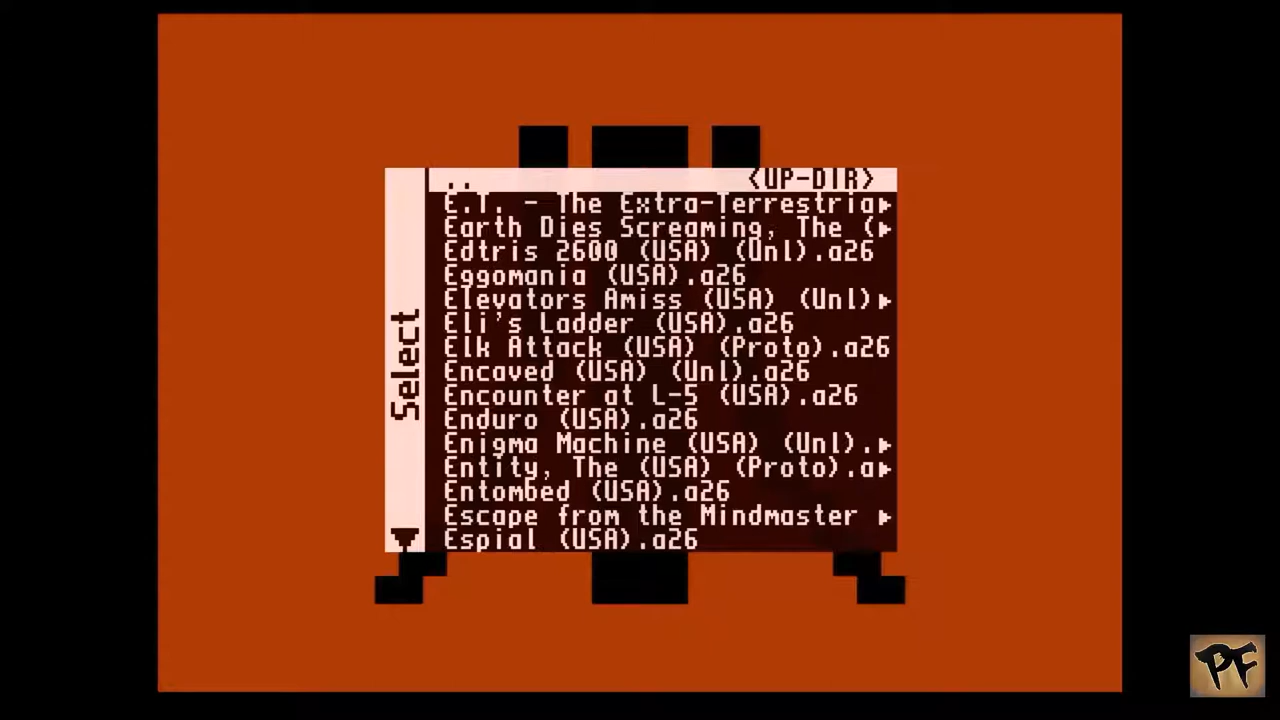 Select
.. <UP-DIR>
E.T. - The Extra-Terrestria
Earth Dies Screaming, The (
Edtris 2600 (USA) (Unl).a26
Eggomania (USA).a26
Elevators Amiss (USA) (Unl)
Eli's Ladder (USA).a26
Elk Attack (USA) (Proto).a26
Encaved (USA) (Unl).a26
Encounter at L-5 (USA).a26
Enduro (USA).a26
Enigma Machine (USA) (Unl).
Entity, The (USA) (Proto).a
Entombed (USA).a26
Escape from the Mindmaster
Espial (USA).a26
PF